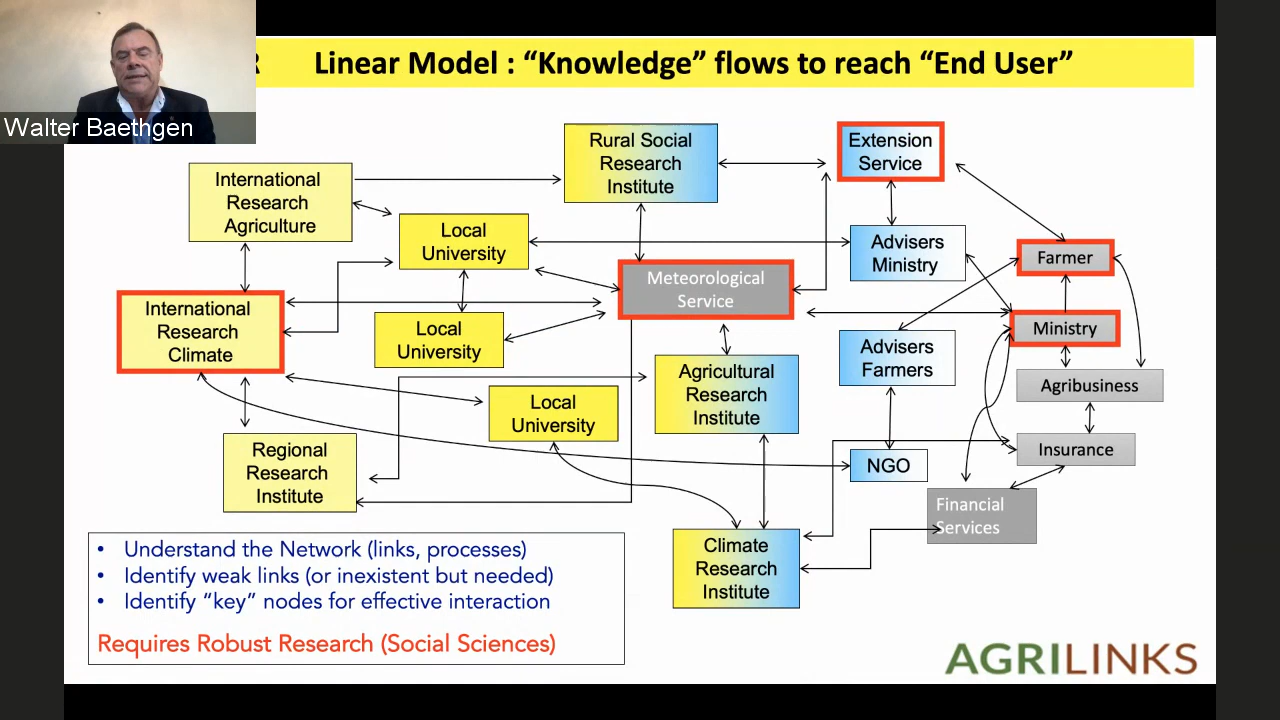 R Linear Model : “Knowledge” flows to reach “End User”
Walter Baethgen
Rural Social
Research
Institute
Extension
Service
International
Research
Agriculture
Local
University
Advisers
Ministry
Farmer
Meteorological
Service
International
Research
Climate
Local
University
Ministry
Advisers
Farmers
Agricultural
Research
Institute
Agribusiness
Local
University
Regional
Research
Institute
NGO
Insurance
Financial
Services
Climate
Research
Institute
• Understand the Network (links, processes)
• Identify weak links (or inexistent but needed)
• Identify “key” nodes for effective interaction
Requires Robust Research (Social Sciences)
AGRILINKS